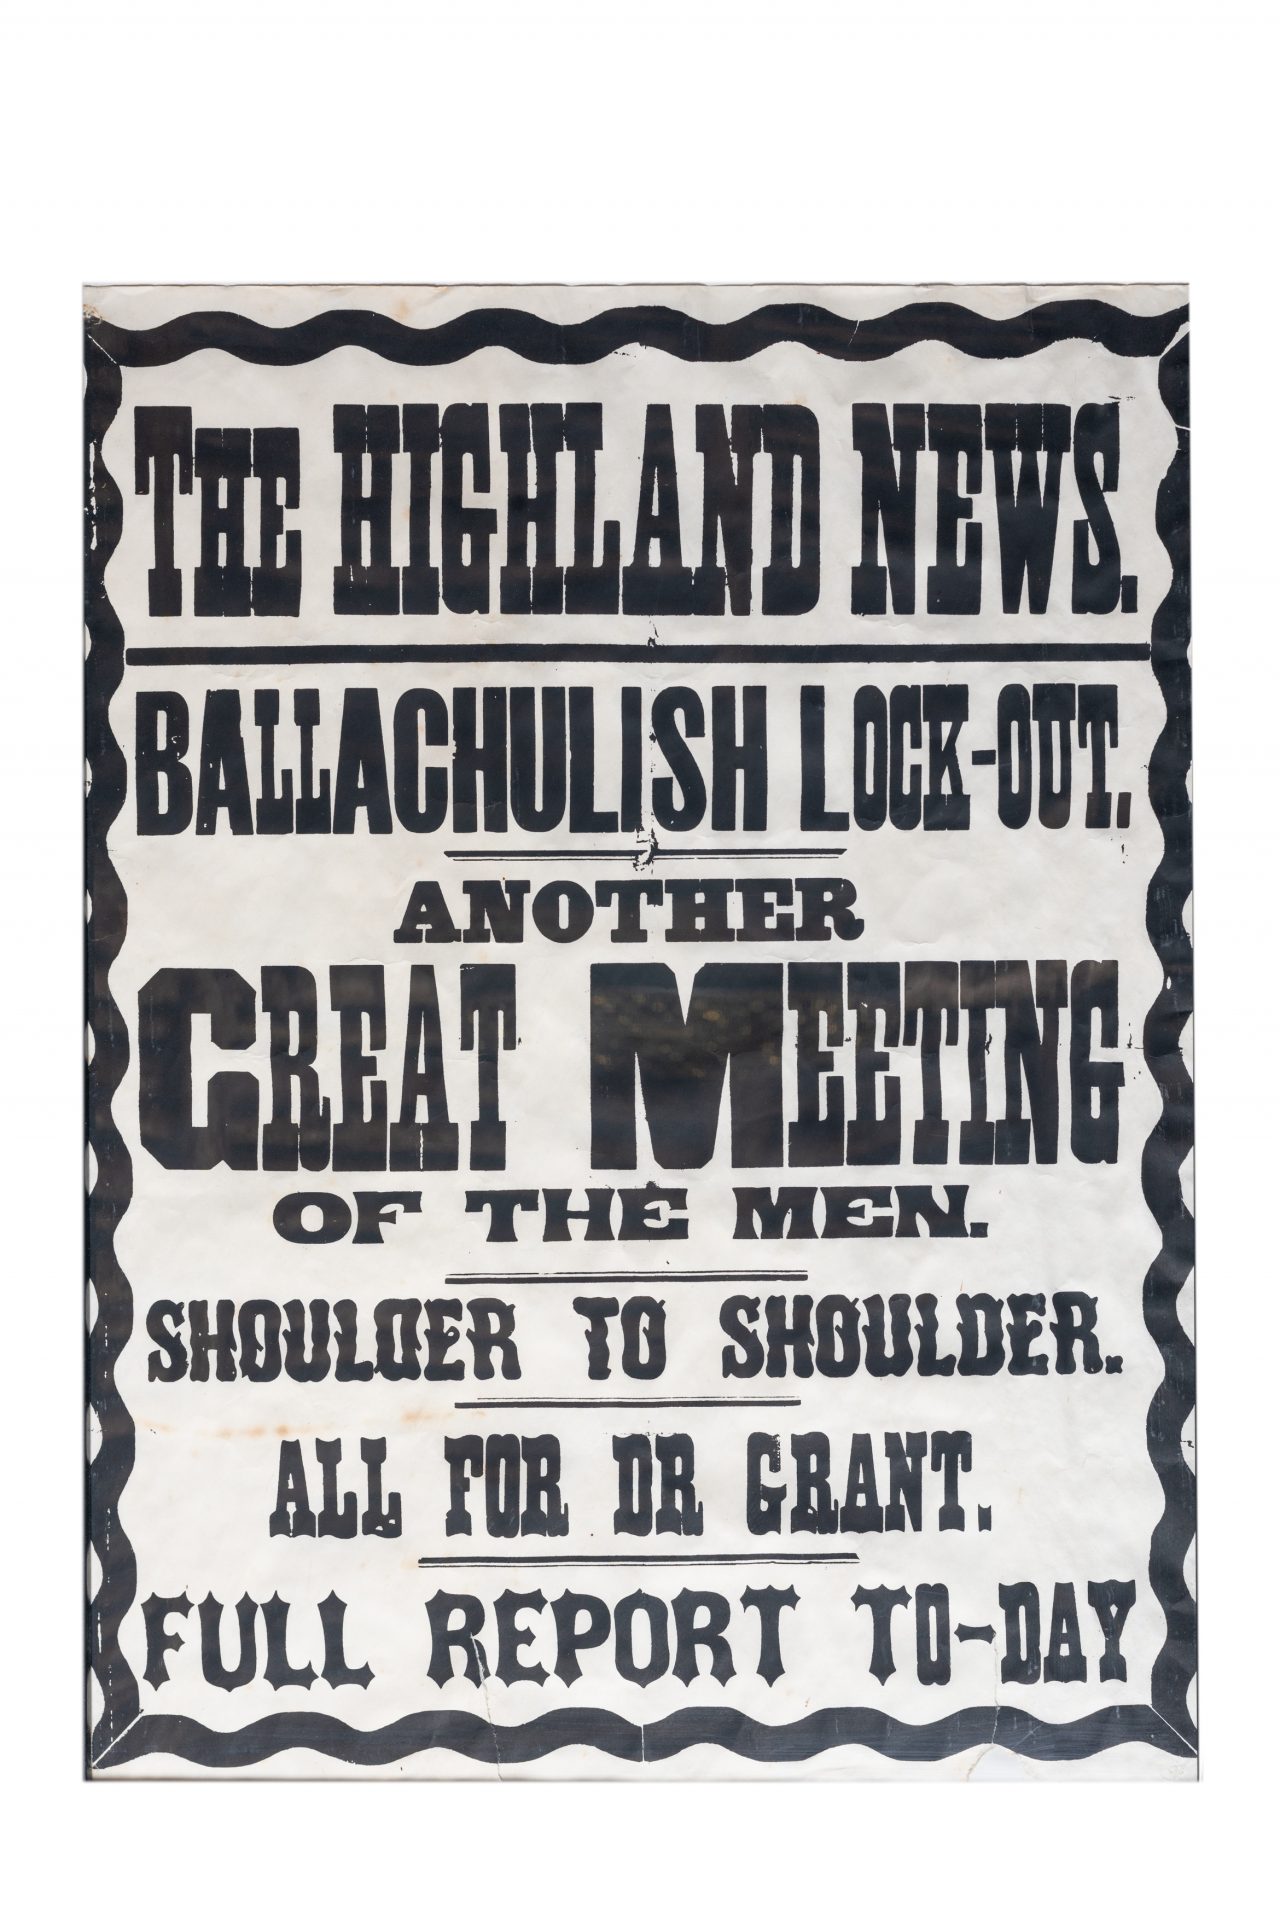 THE HIGHLAND NEWS.
BALLACHULISH LOCK-OUT.
ANOTHER
GREAT MEETING
OF THE MEN.
SHOULDER TO SHOULDER.
ALL FOR DR GRANT.
FULL REPORT TO-DAY